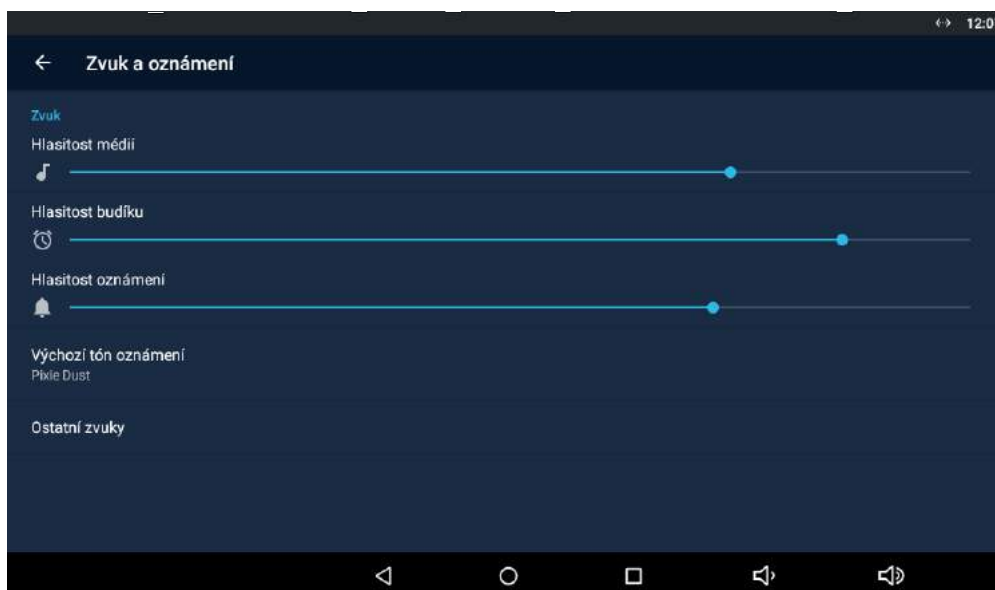 12:0
Zvuk a oznámení
Zvuk
Hlasitost médií
Hlasitost budíku
Hlasitost oznámení
Výchozí tón oznámení
Pixie Dust
Ostatní zvuky